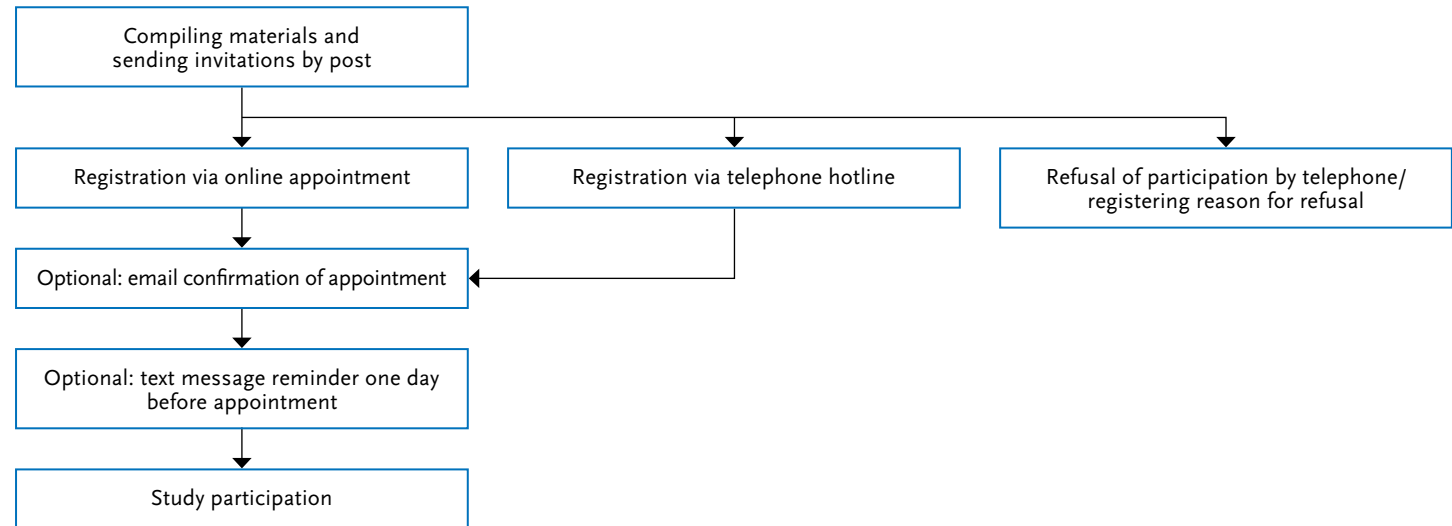 Compiling materials and
sending invitations by post
Registration via online appointment
Registration via telephone hotline
Refusal of participation by telephone/
registering reason for refusal
Optional: email confirmation of appointment
Optional: text message reminder one day
before appointment
Study participation